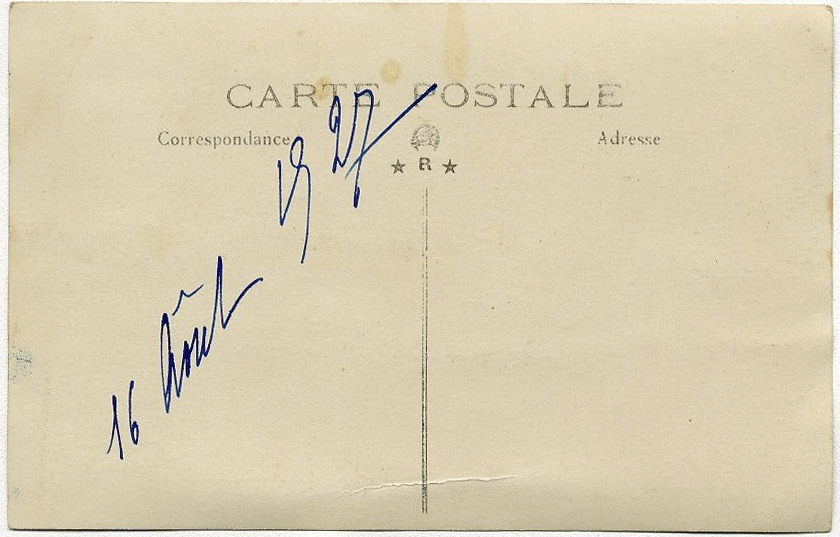 CARTE POSTALE
Correspondance
Adresse
★ R ★
16 Août 1927